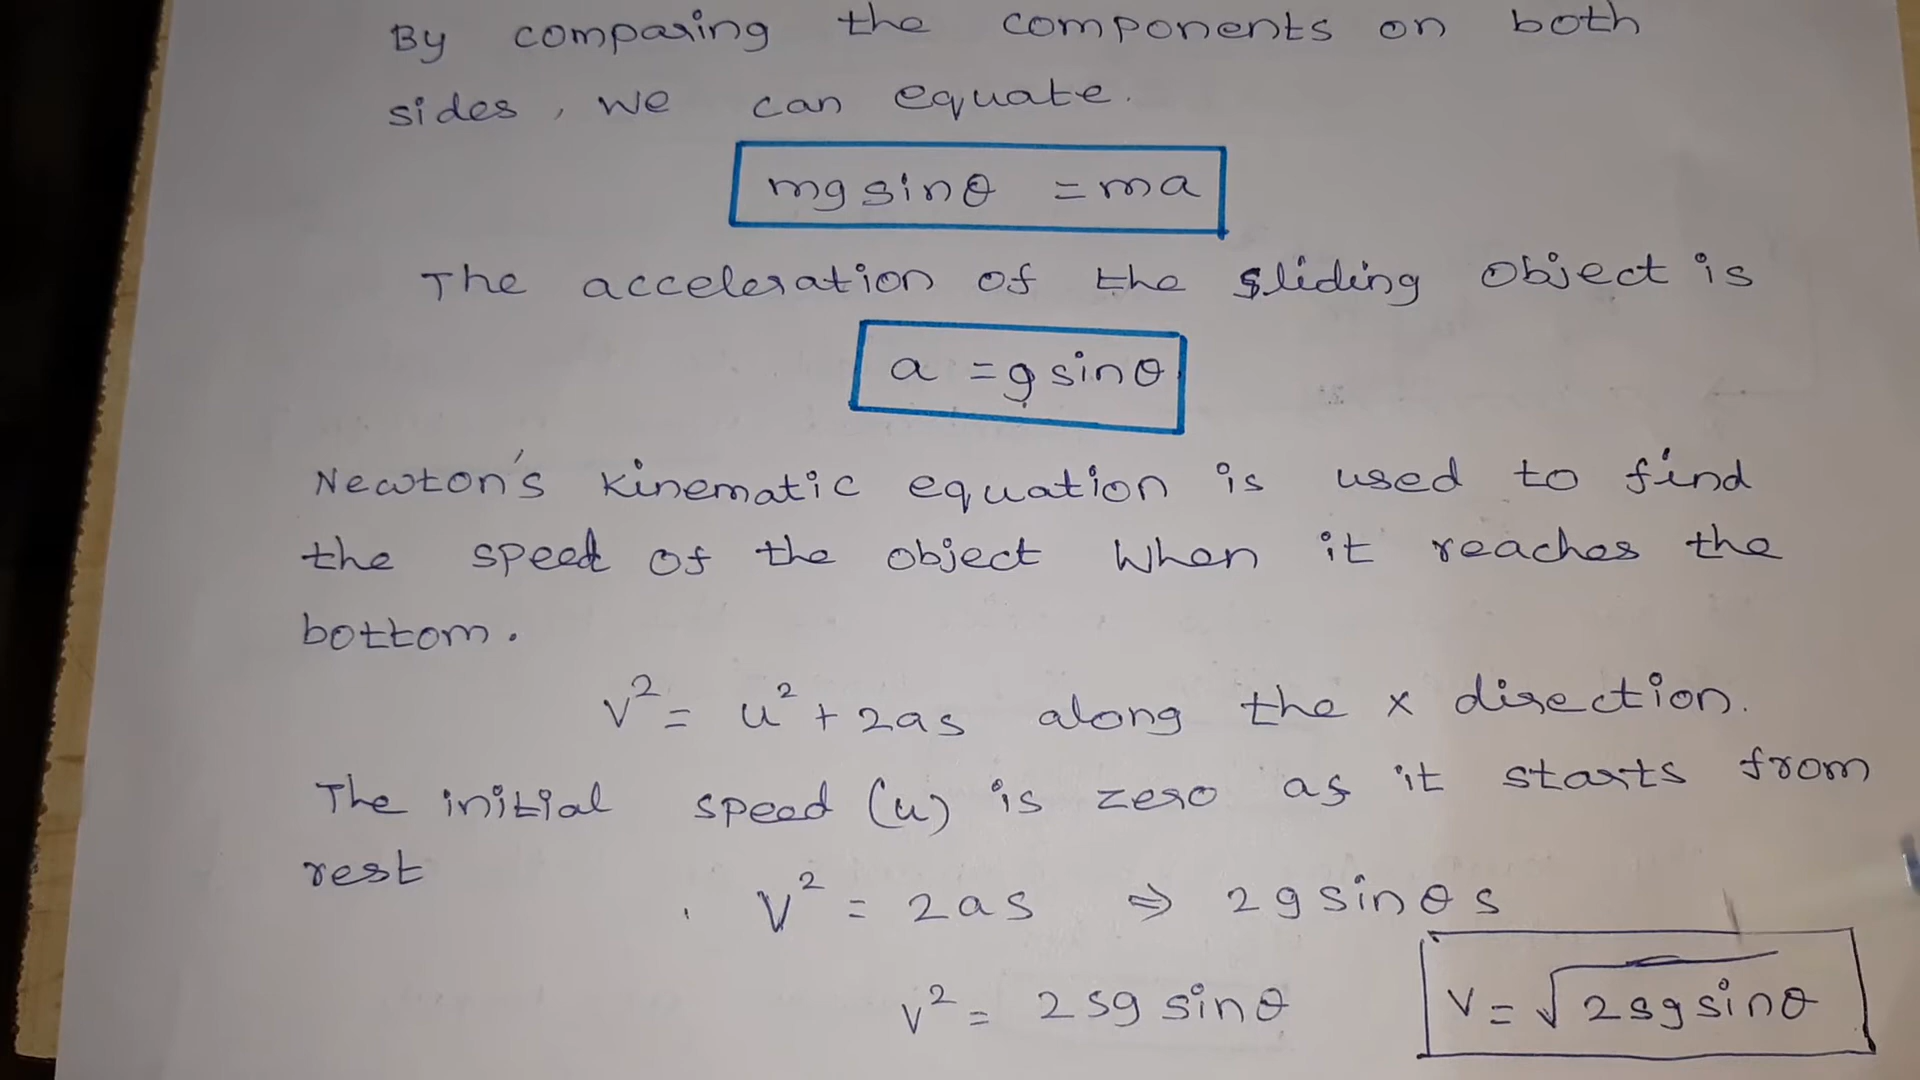 By comparing the components on both
sides, we can equate.
mg sinθ = ma
The acceleration of the sliding object is
a = g sinθ
Newton's kinematic equation is used to find
the speed of the object when it reaches the
bottom.
v² = u² + 2as along the x direction.
The initial speed (u) is zero as it starts from
rest
v² = 2as ⇒ 2g sinθ s
v² = 2sg sinθ
v = √2sg sinθ